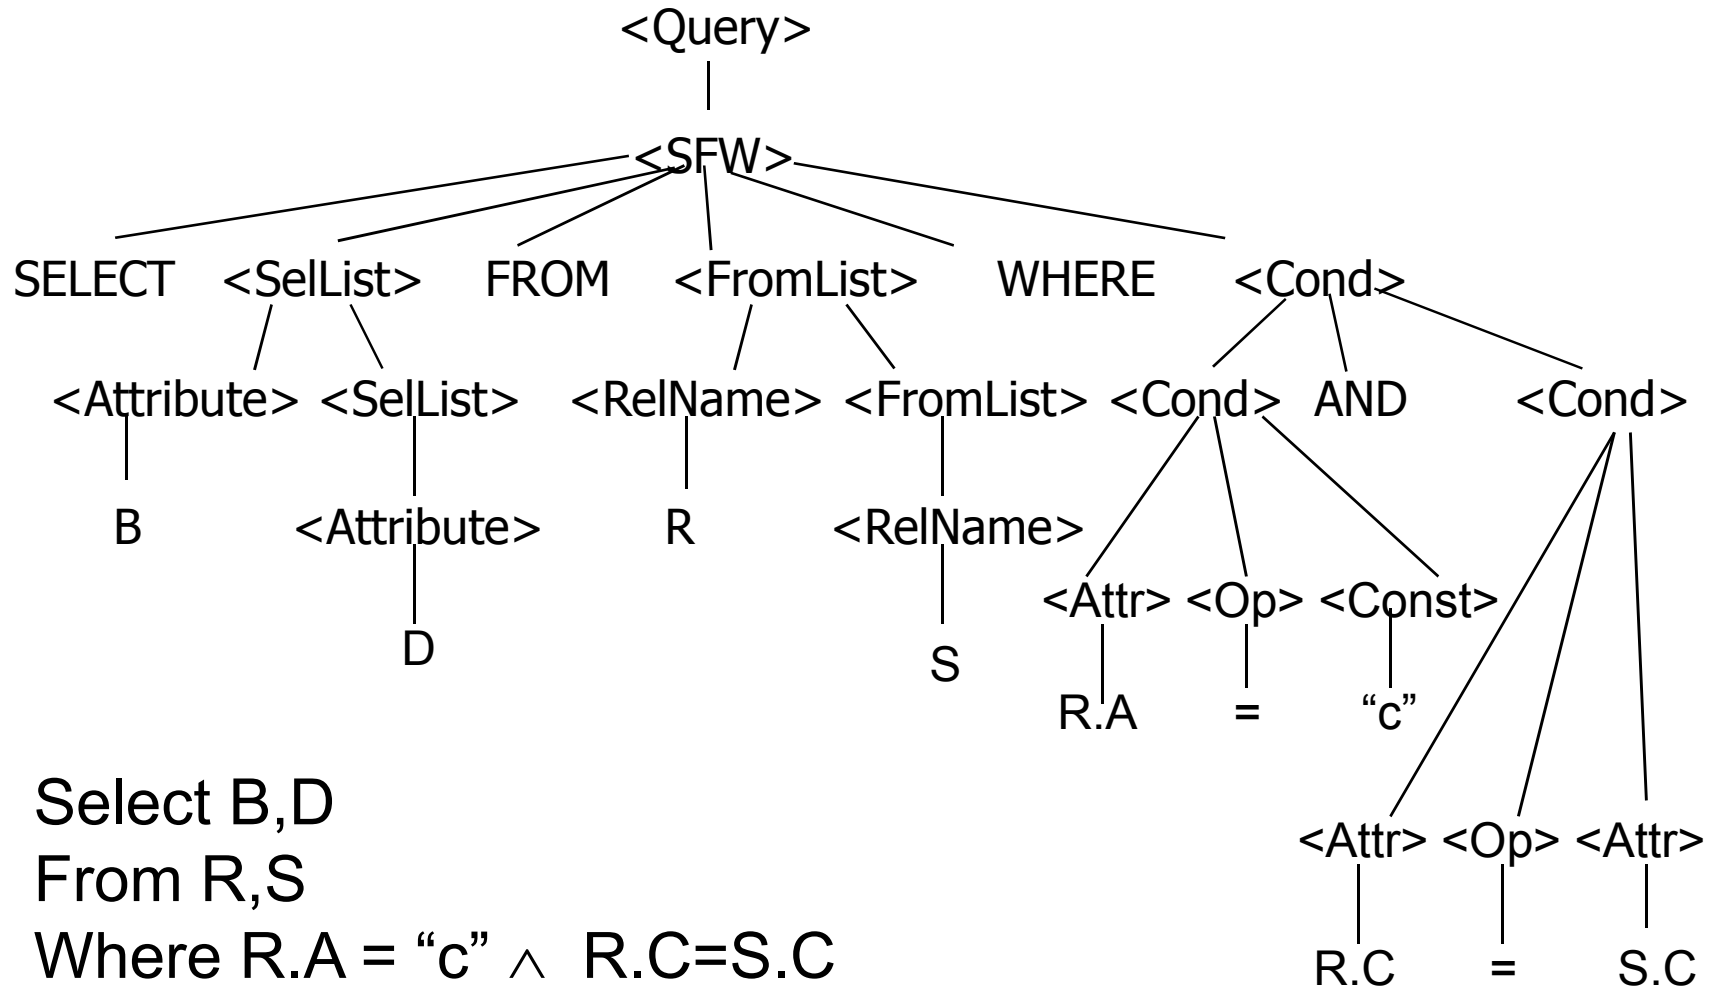 <Query>
<SFW>
SELECT <SelList> FROM <FromList> WHERE <Cond>
<Attribute> <SelList> <RelName> <FromList> <Cond> AND <Cond>
B <Attribute> R <RelName>
<Attr> <Op> <Const>
D S
R.A = “c”
Select B,D
<Attr> <Op> <Attr>
From R,S
Where R.A = “c” ∧ R.C=S.C
R.C = S.C